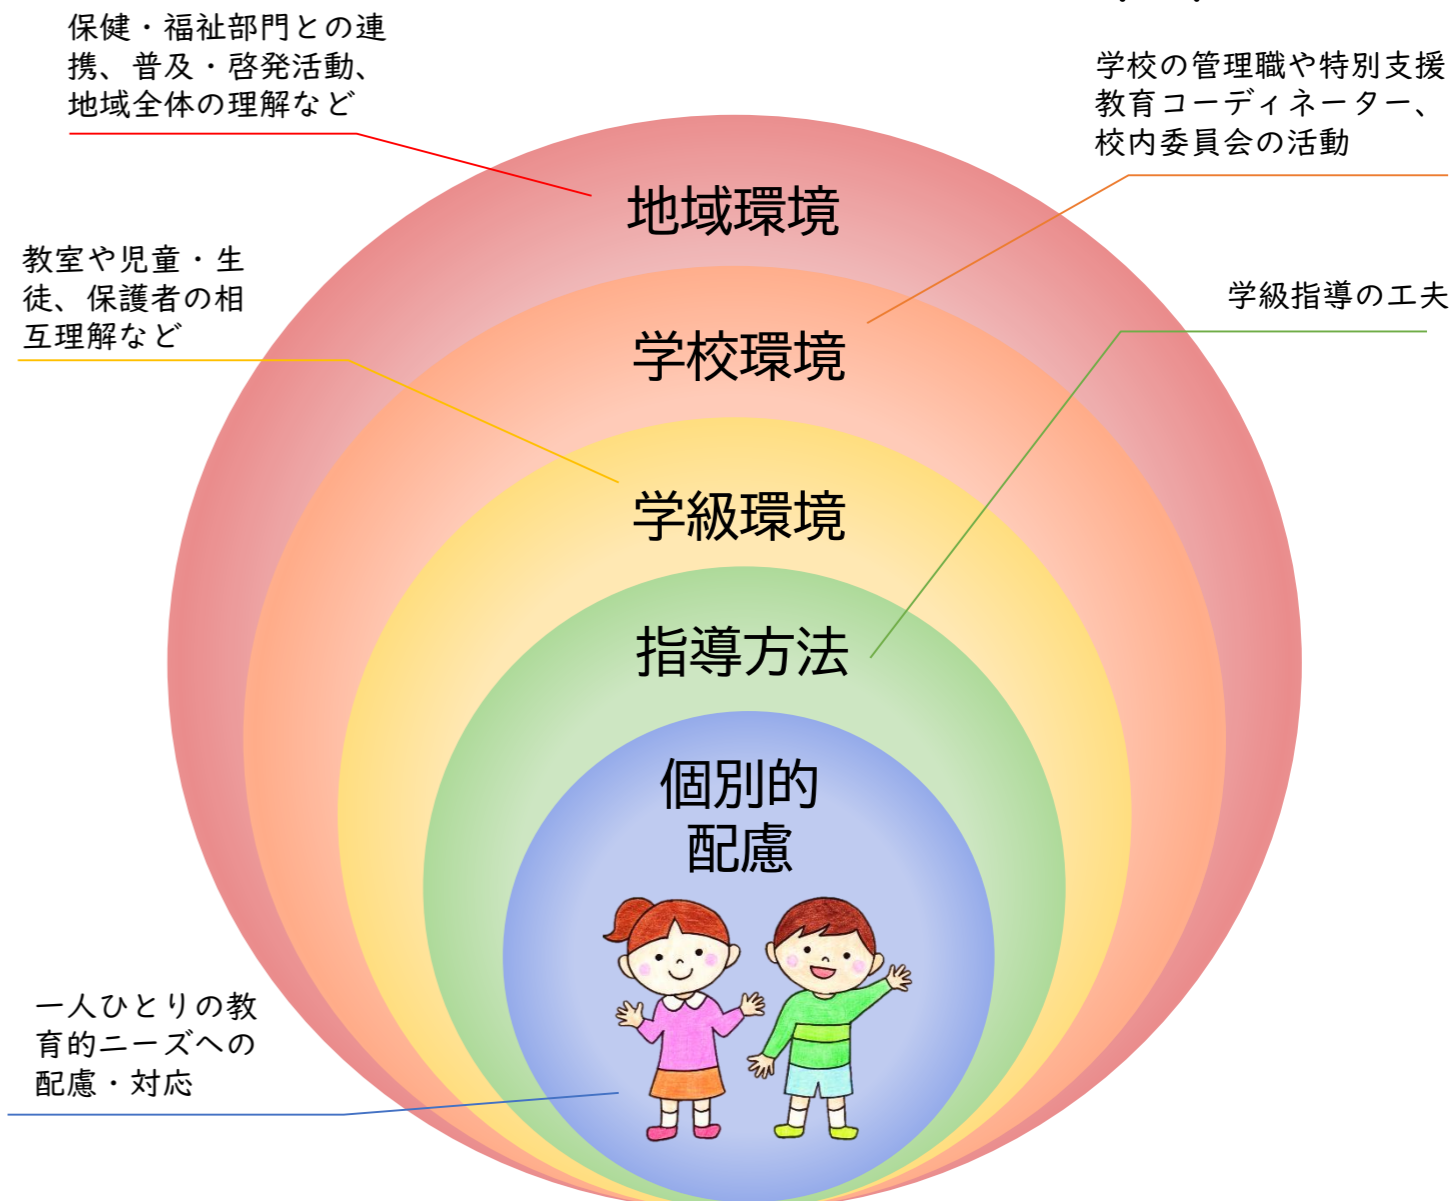 保健・福祉部門との連
携、普及・啓発活動、
地域全体の理解など
学校の管理職や特別支援
教育コーディネーター、
校内委員会の活動
地域環境
教室や児童・生
徒、保護者の相
互理解など
学級指導の工夫
学校環境
学級環境
指導方法
個別的
配慮
一人ひとりの教
育的ニーズへの
配慮・対応